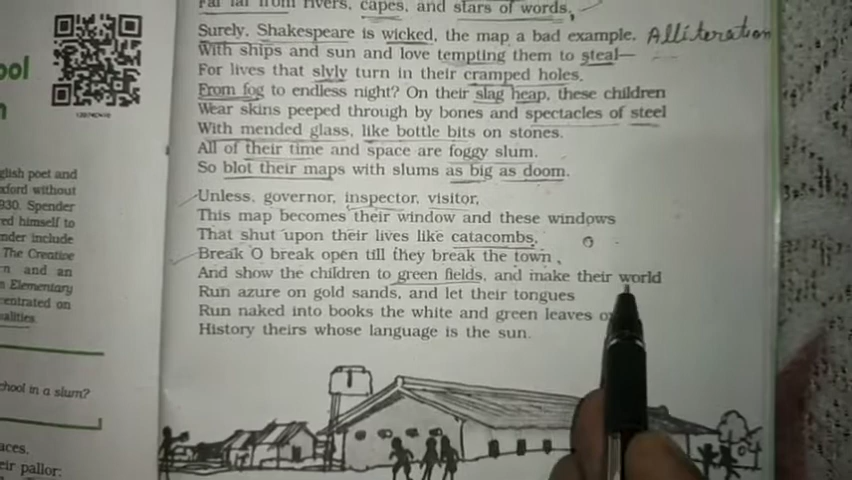 Far far from rivers, capes, and stars of words.
Surely, Shakespeare is wicked, the map a bad example. Alliteration
With ships and sun and love tempting them to steal—
For lives that slyly turn in their cramped holes.
From fog to endless night? On their slag heap, these children
Wear skins peeped through by bones and spectacles of steel
With mended glass, like bottle bits on stones.
All of their time and space are foggy slum.
So blot their maps with slums as big as doom.
Unless, governor, inspector, visitor,
This map becomes their window and these windows
That shut upon their lives like catacombs,
Break O break open till they break the town
And show the children to green fields, and make their world
Run azure on gold sands, and let their tongues
Run naked into books the white and green leaves
History theirs whose language is the sun.
glish poet and
xford without
930. Spender
red himself to
nder include
The Creative
n and an
Elementary
centrated on
ealities.
chool in a slum?
aces.
eir pallor: